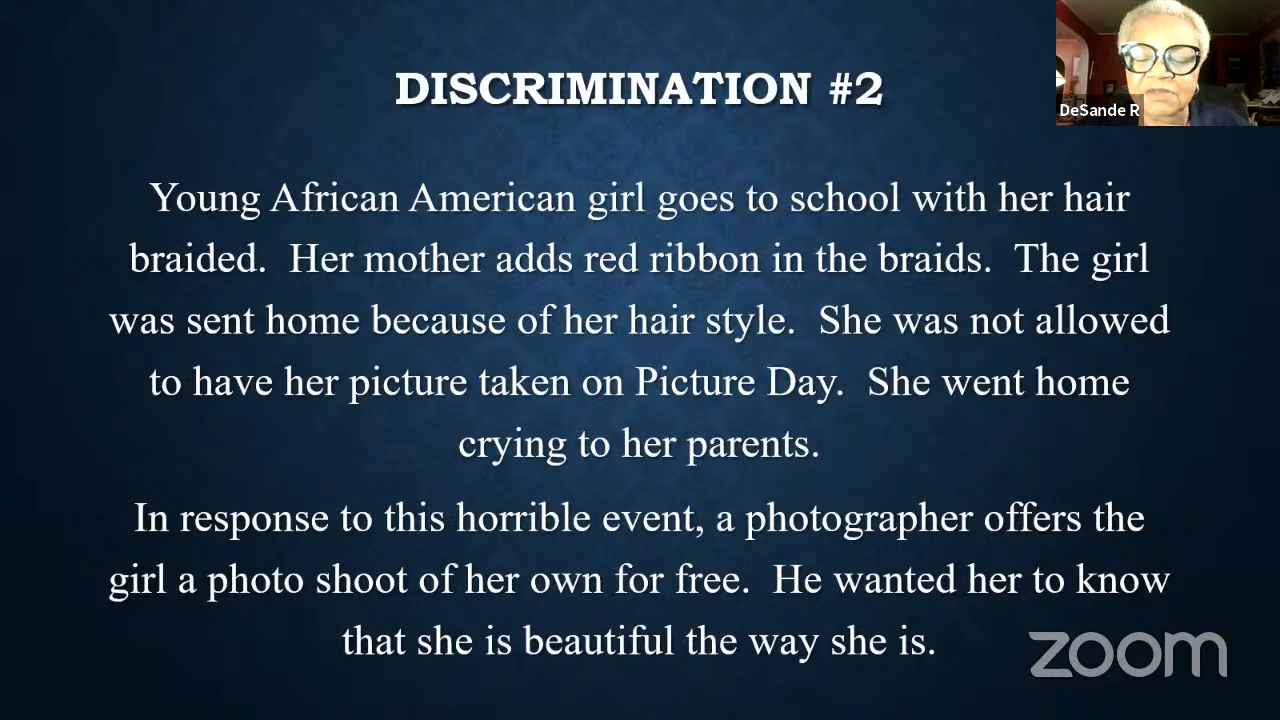 DISCRIMINATION #2
DeSande R
Young African American girl goes to school with her hair
braided.  Her mother adds red ribbon in the braids.  The girl
was sent home because of her hair style.  She was not allowed
to have her picture taken on Picture Day.  She went home
crying to her parents.
In response to this horrible event, a photographer offers the
girl a photo shoot of her own for free.  He wanted her to know
that she is beautiful the way she is.
zoom